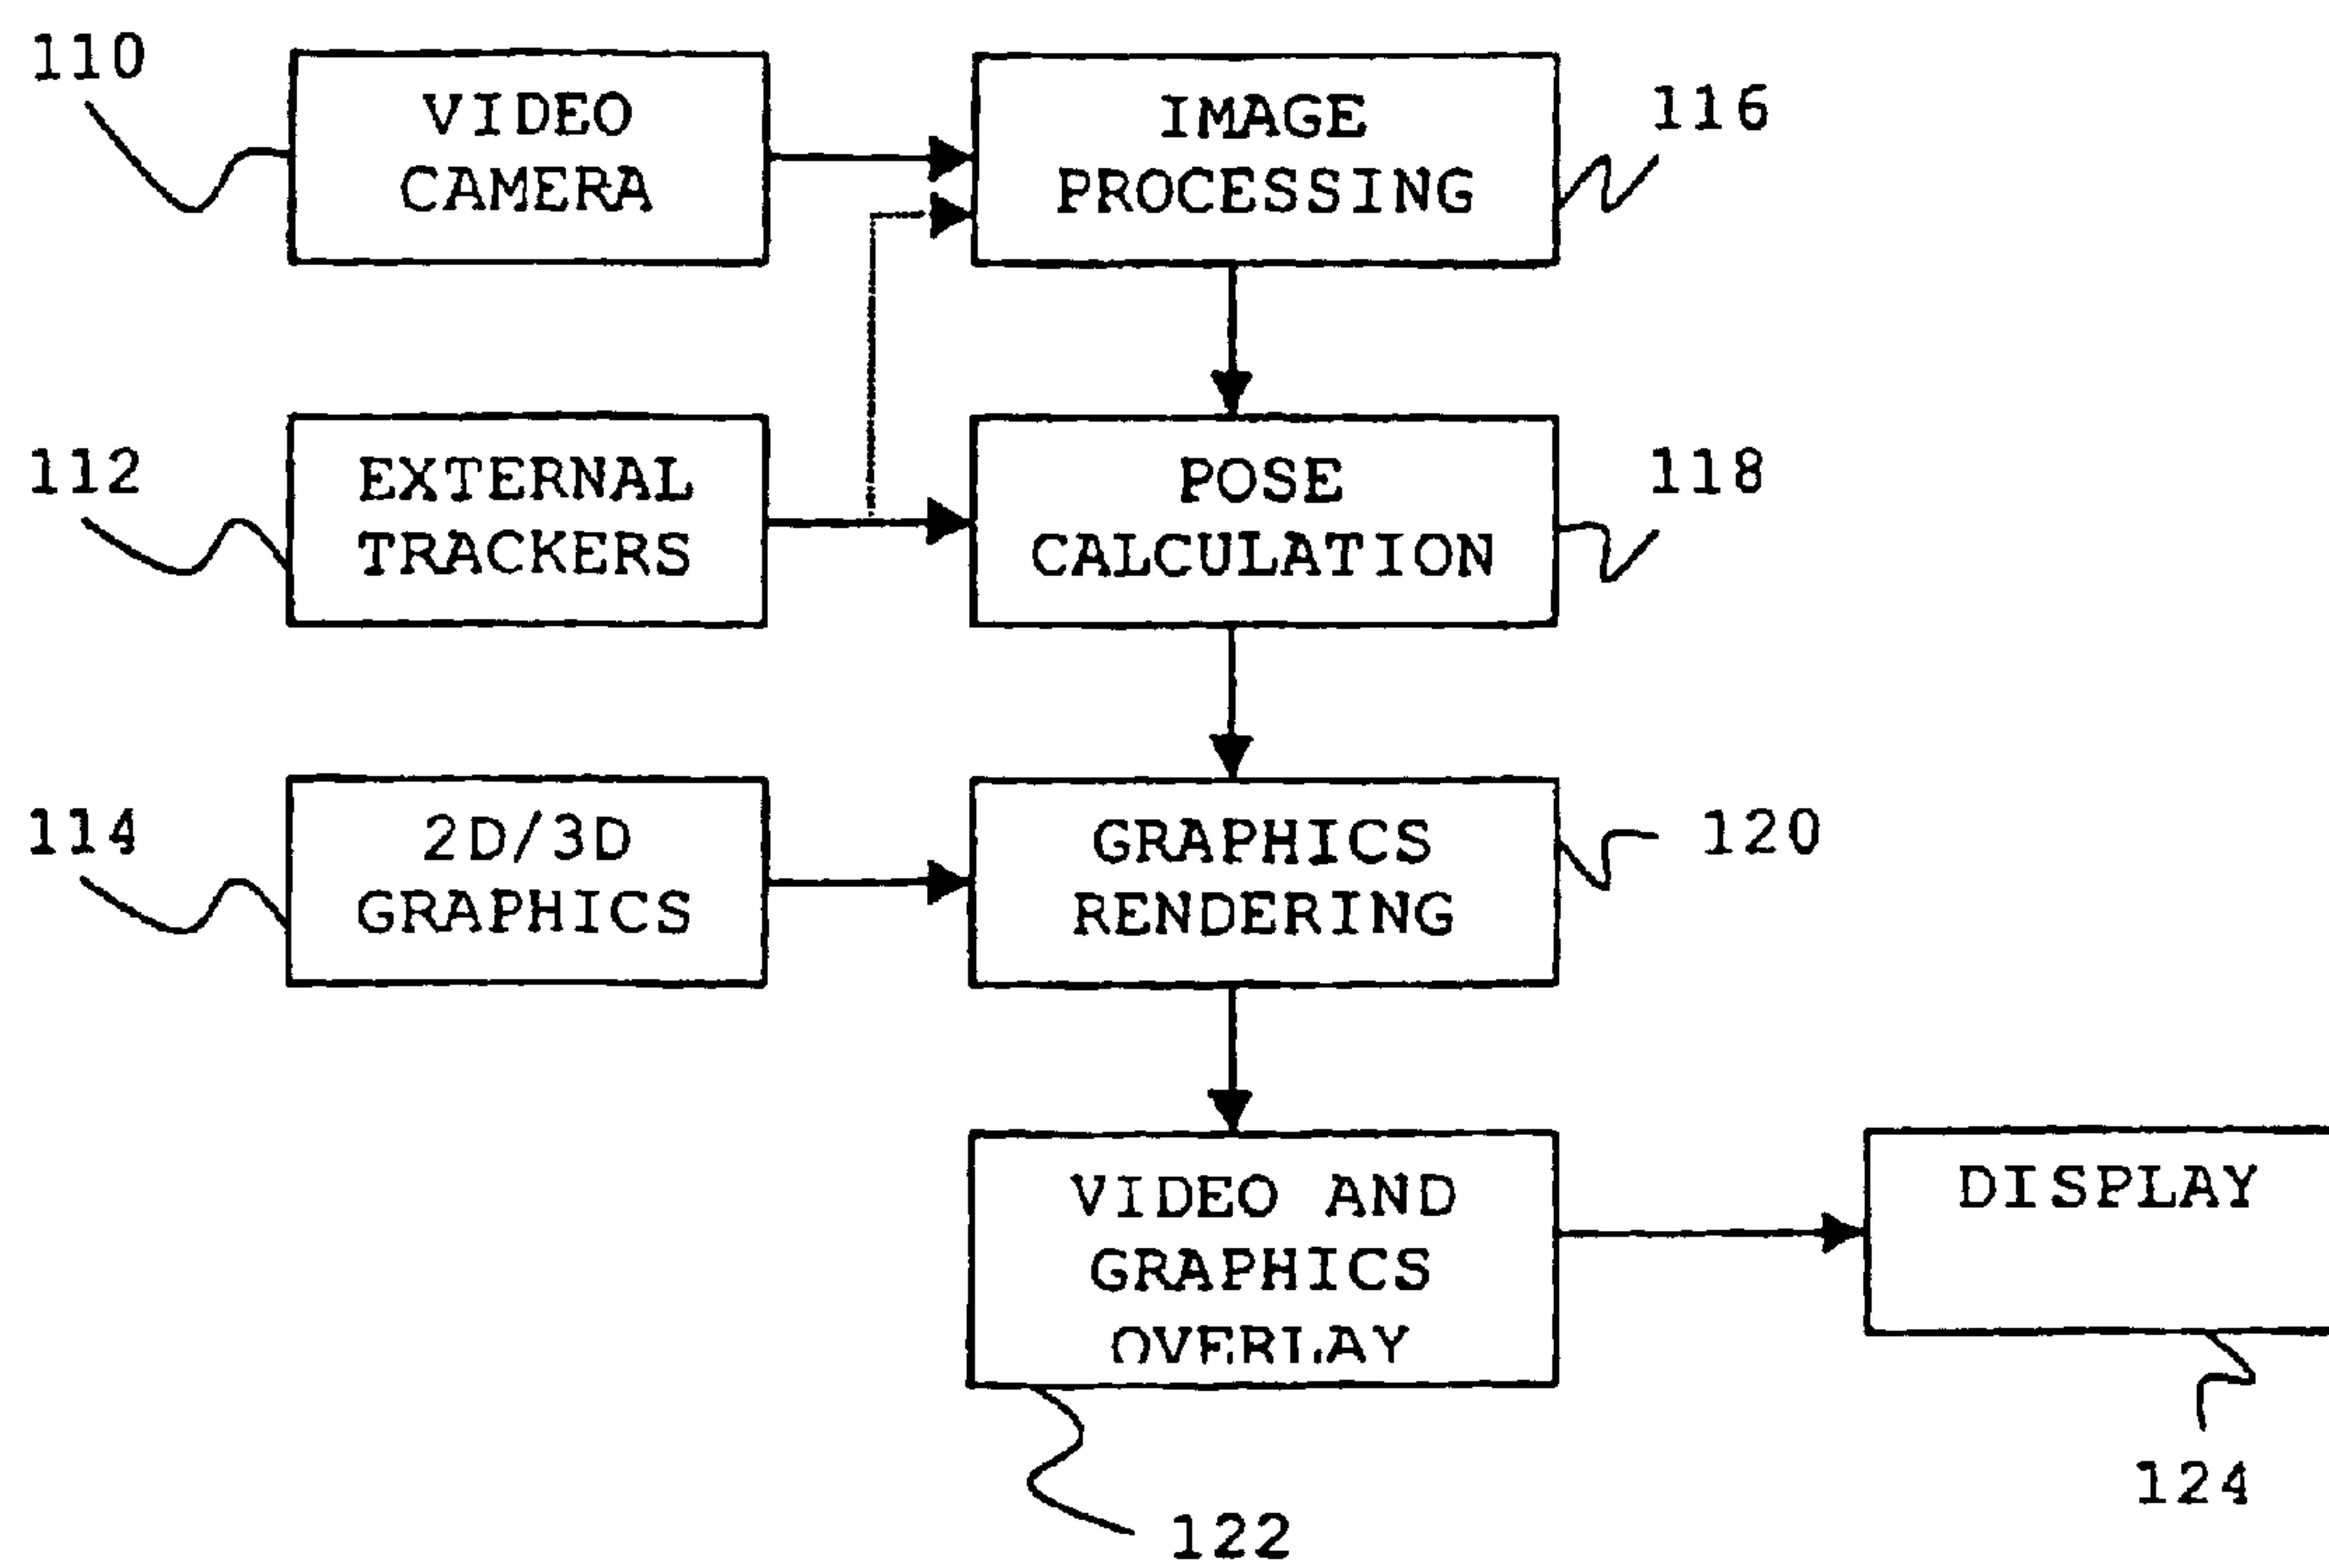 110
VIDEO
CAMERA
IMAGE
PROCESSING
116
112
EXTERNAL
TRACKERS
POSE
CALCULATION
118
114
2D/3D
GRAPHICS
GRAPHICS
RENDERING
120
VIDEO AND
GRAPHICS
OVERLAY
DISPLAY
122
124